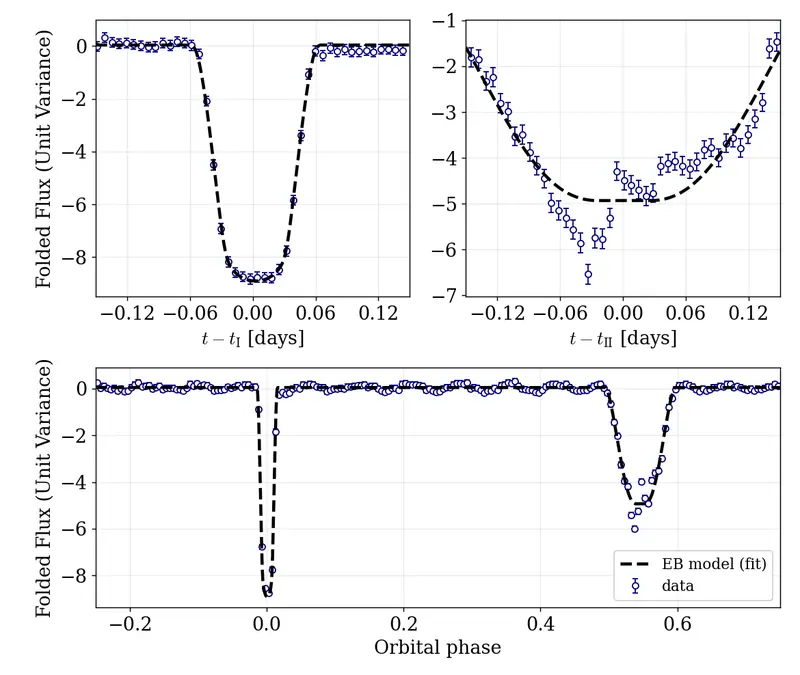 Folded Flux (Unit Variance)
0
−2
−4
−6
−8
−0.12 −0.06 0.00 0.06 0.12
t − tI [days]
−1
−2
−3
−4
−5
−6
−7
−0.12 −0.06 0.00 0.06 0.12
t − tII [days]
Folded Flux (Unit Variance)
0
−2
−4
−6
−8
−0.2 0.0 0.2 0.4 0.6
Orbital phase
EB model (fit)
data